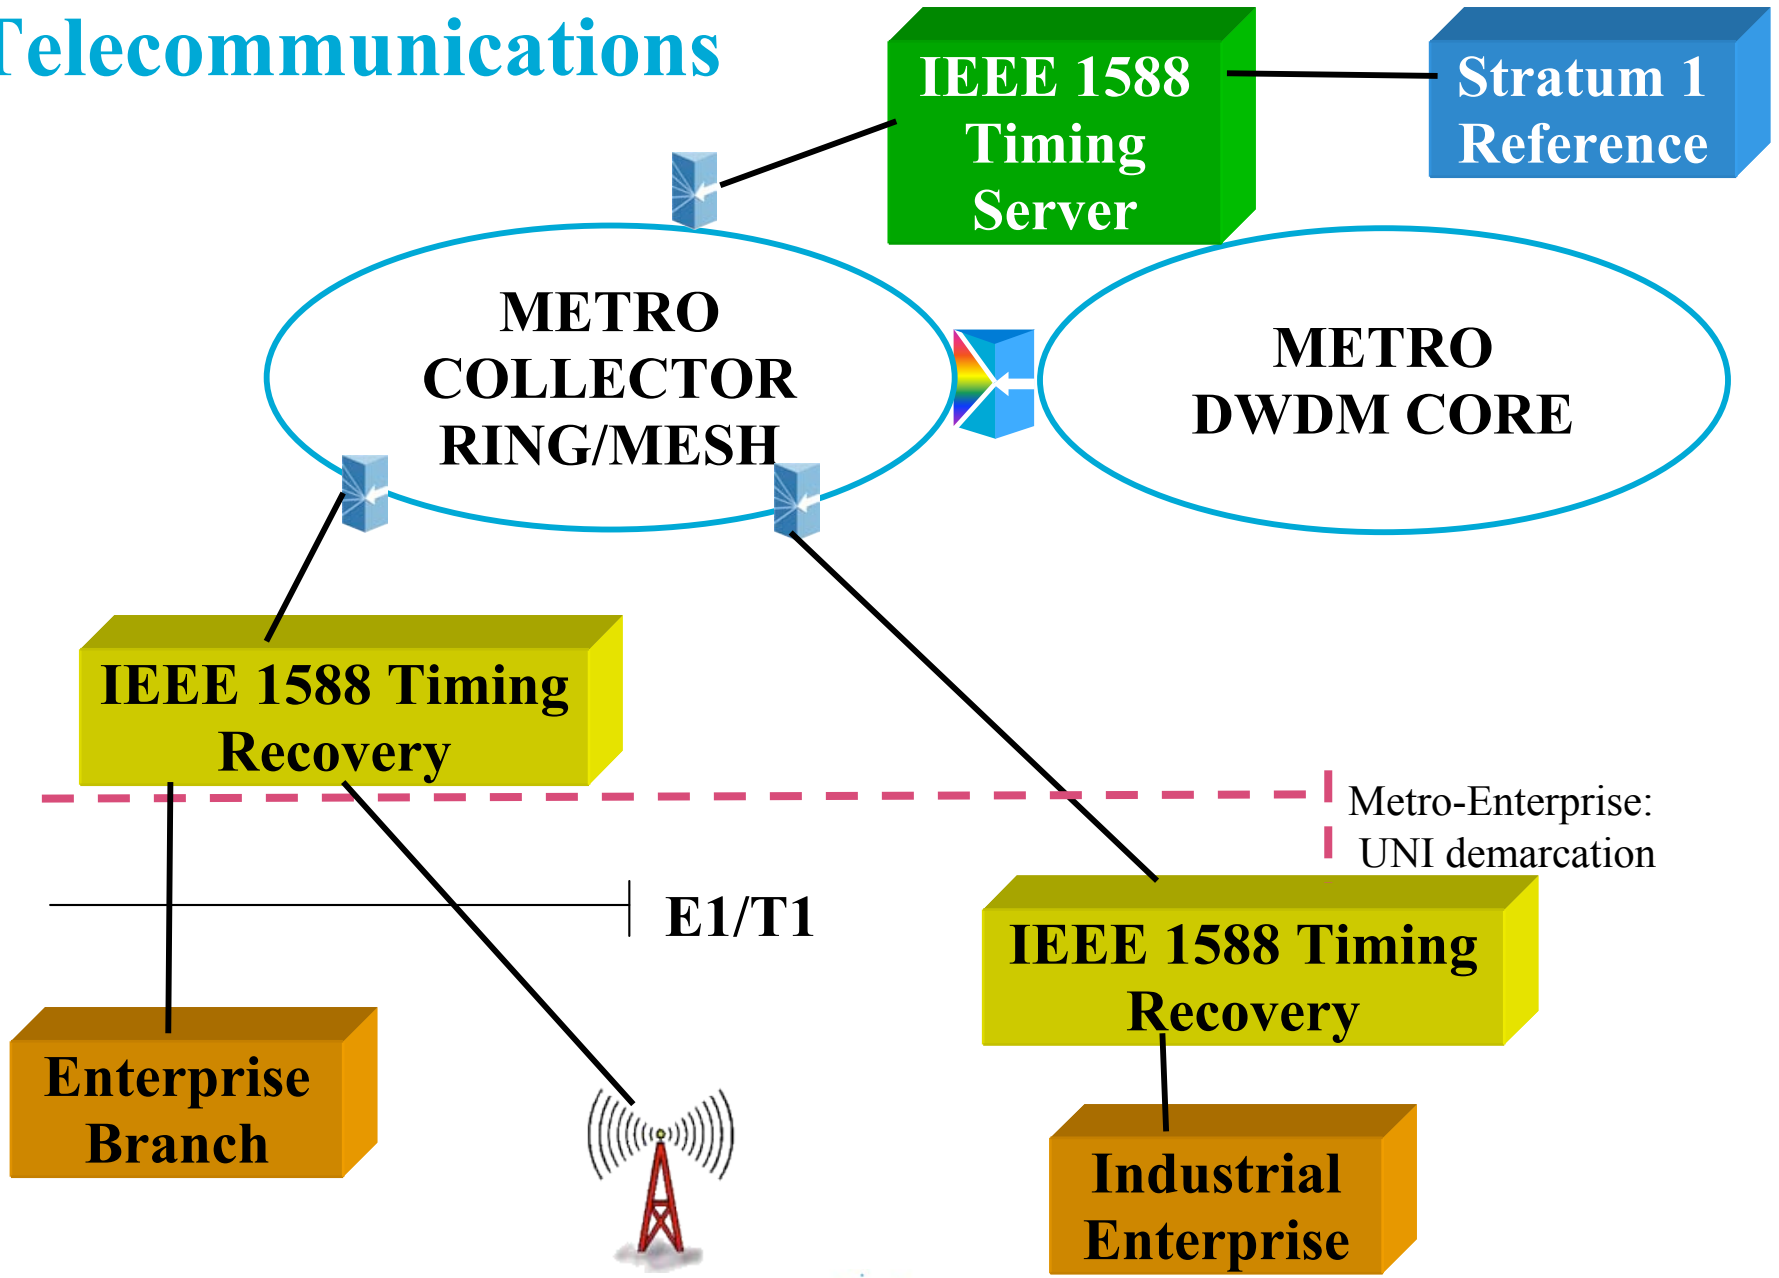 Telecommunications
IEEE 1588
Timing
Server
Stratum 1
Reference
METRO
COLLECTOR
RING/MESH
METRO
DWDM CORE
IEEE 1588 Timing
Recovery
Metro-Enterprise:
UNI demarcation
E1/T1
IEEE 1588 Timing
Recovery
Enterprise
Branch
Industrial
Enterprise